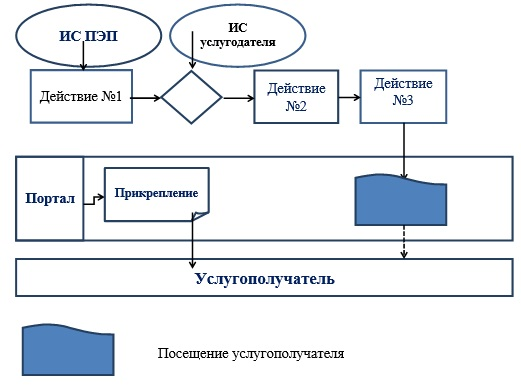 ИС ПЭП
ИС
услугодателя
Действие №1
Действие
№2
Действие
№3
Портал
Прикрепление
Услугополучатель
Посещение услугополучателя